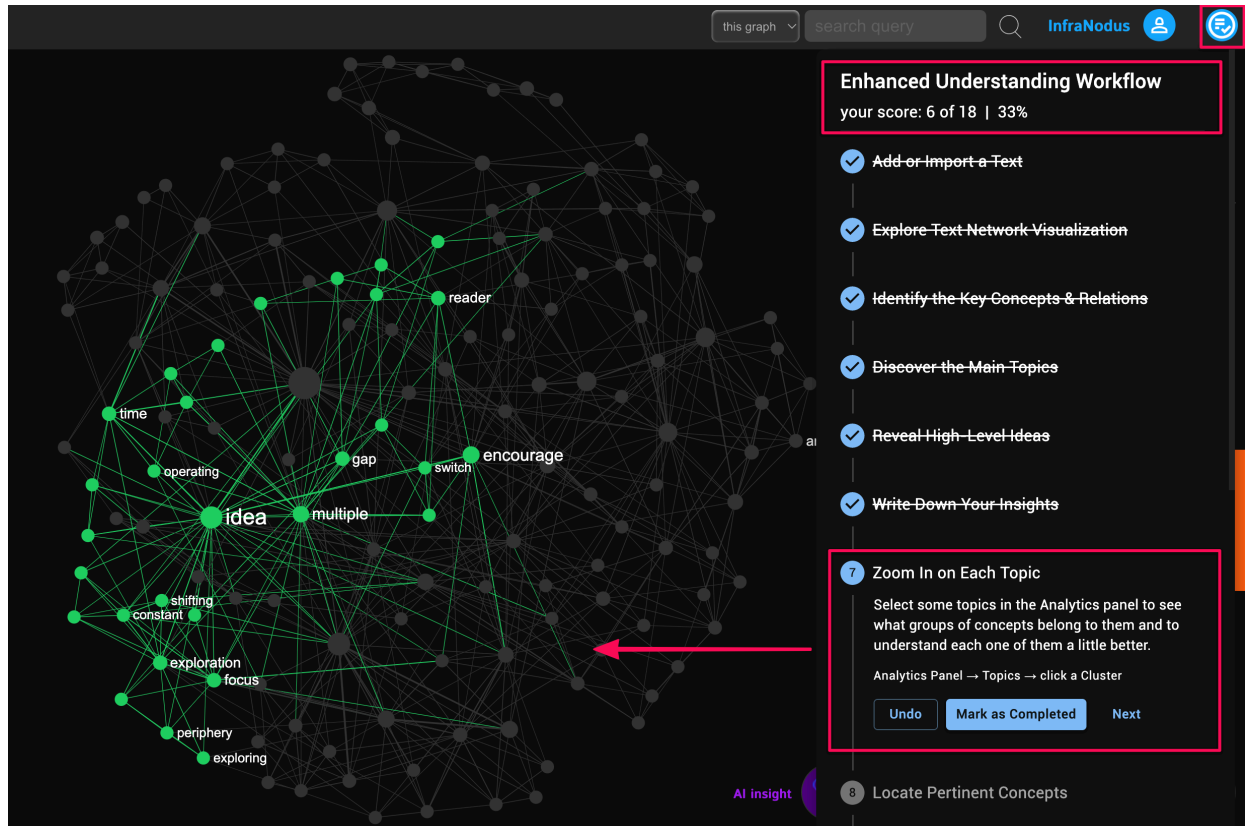 this graph
search query
InfraNodus
Enhanced Understanding Workflow
your score: 6 of 18 | 33%
Add or Import a Text
Explore Text Network Visualization
Identify the Key Concepts & Relations
Discover the Main Topics
Reveal High-Level Ideas
Write Down Your Insights
7 Zoom In on Each Topic
Select some topics in the Analytics panel to see
what groups of concepts belong to them and to
understand each one of them a little better.
Analytics Panel → Topics → click a Cluster
Undo
Mark as Completed
Next
8 Locate Pertinent Concepts
reader
time
encourage
gap
switch
operating
idea
multiple
shifting
constant
exploration
focus
periphery
exploring
AI insight